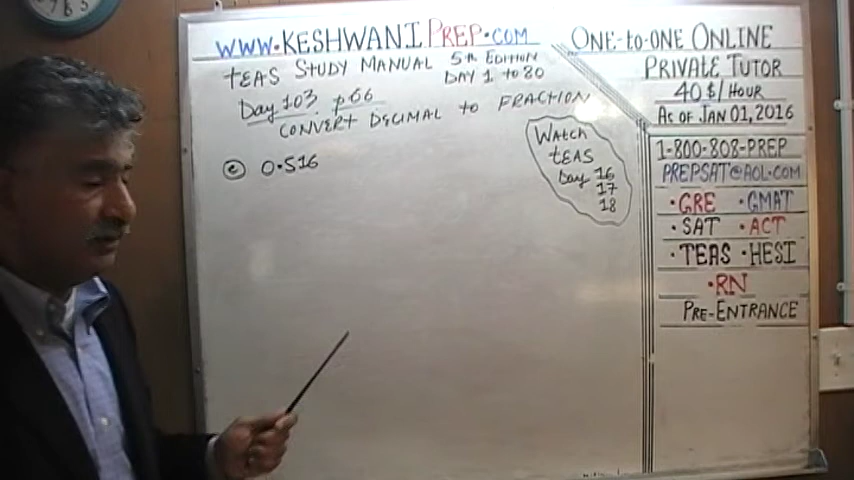 www.KESHWANIPREP.COM
TEAS STUDY MANUAL 5th EDITION
DAY 1 to 80
Day 103. p66
CONVERT DECIMAL to FRACTION
e 0.516
WATCH
TEAS
Day 16
17
18
ONE-to-ONE ONLINE
PRIVATE TUTOR
40$/HOUR
AS OF JAN 01, 2016
1-800-808-PREP
PREPSAT@AOL.COM
•GRE •GMAT
•SAT •ACT
•TEAS •HESI
•RN
PRE-ENTRANCE